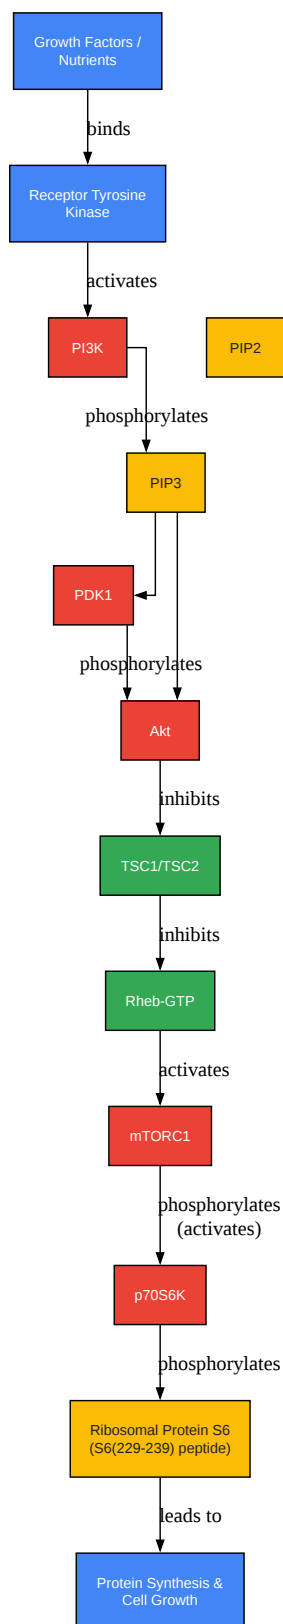 Growth Factors /
Nutrients
binds
Receptor Tyrosine
Kinase
activates
PI3K
PIP2
phosphorylates
PIP3
PDK1
phosphorylates
Akt
inhibits
TSC1/TSC2
inhibits
Rheb-GTP
activates
mTORC1
phosphorylates
(activates)
p70S6K
phosphorylates
Ribosomal Protein S6
(S6(229-239) peptide)
leads to
Protein Synthesis &
Cell Growth